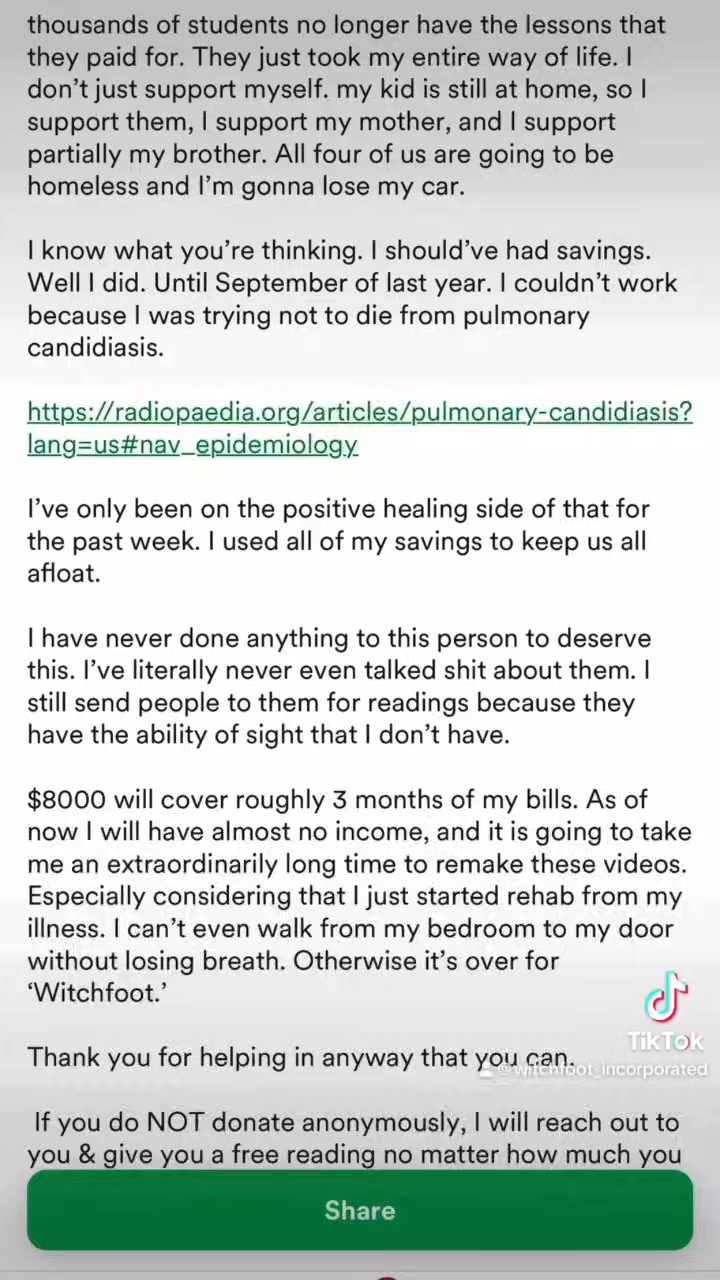 thousands of students no longer have the lessons that
they paid for. They just took my entire way of life. I
don’t just support myself. my kid is still at home, so I
support them, I support my mother, and I support
partially my brother. All four of us are going to be
homeless and I’m gonna lose my car.
I know what you’re thinking. I should’ve had savings.
Well I did. Until September of last year. I couldn’t work
because I was trying not to die from pulmonary
candidiasis.
https://radiopaedia.org/articles/pulmonary-candidiasis?
lang=us#nav_epidemiology
I’ve only been on the positive healing side of that for
the past week. I used all of my savings to keep us all
afloat.
I have never done anything to this person to deserve
this. I’ve literally never even talked shit about them. I
still send people to them for readings because they
have the ability of sight that I don’t have.
$8000 will cover roughly 3 months of my bills. As of
now I will have almost no income, and it is going to take
me an extraordinarily long time to remake these videos.
Especially considering that I just started rehab from my
illness. I can’t even walk from my bedroom to my door
without losing breath. Otherwise it’s over for
‘Witchfoot.’
TikTok
Thank you for helping in anyway that you can.
@witchfoot_incorporated
If you do NOT donate anonymously, I will reach out to
you & give you a free reading no matter how much you
Share